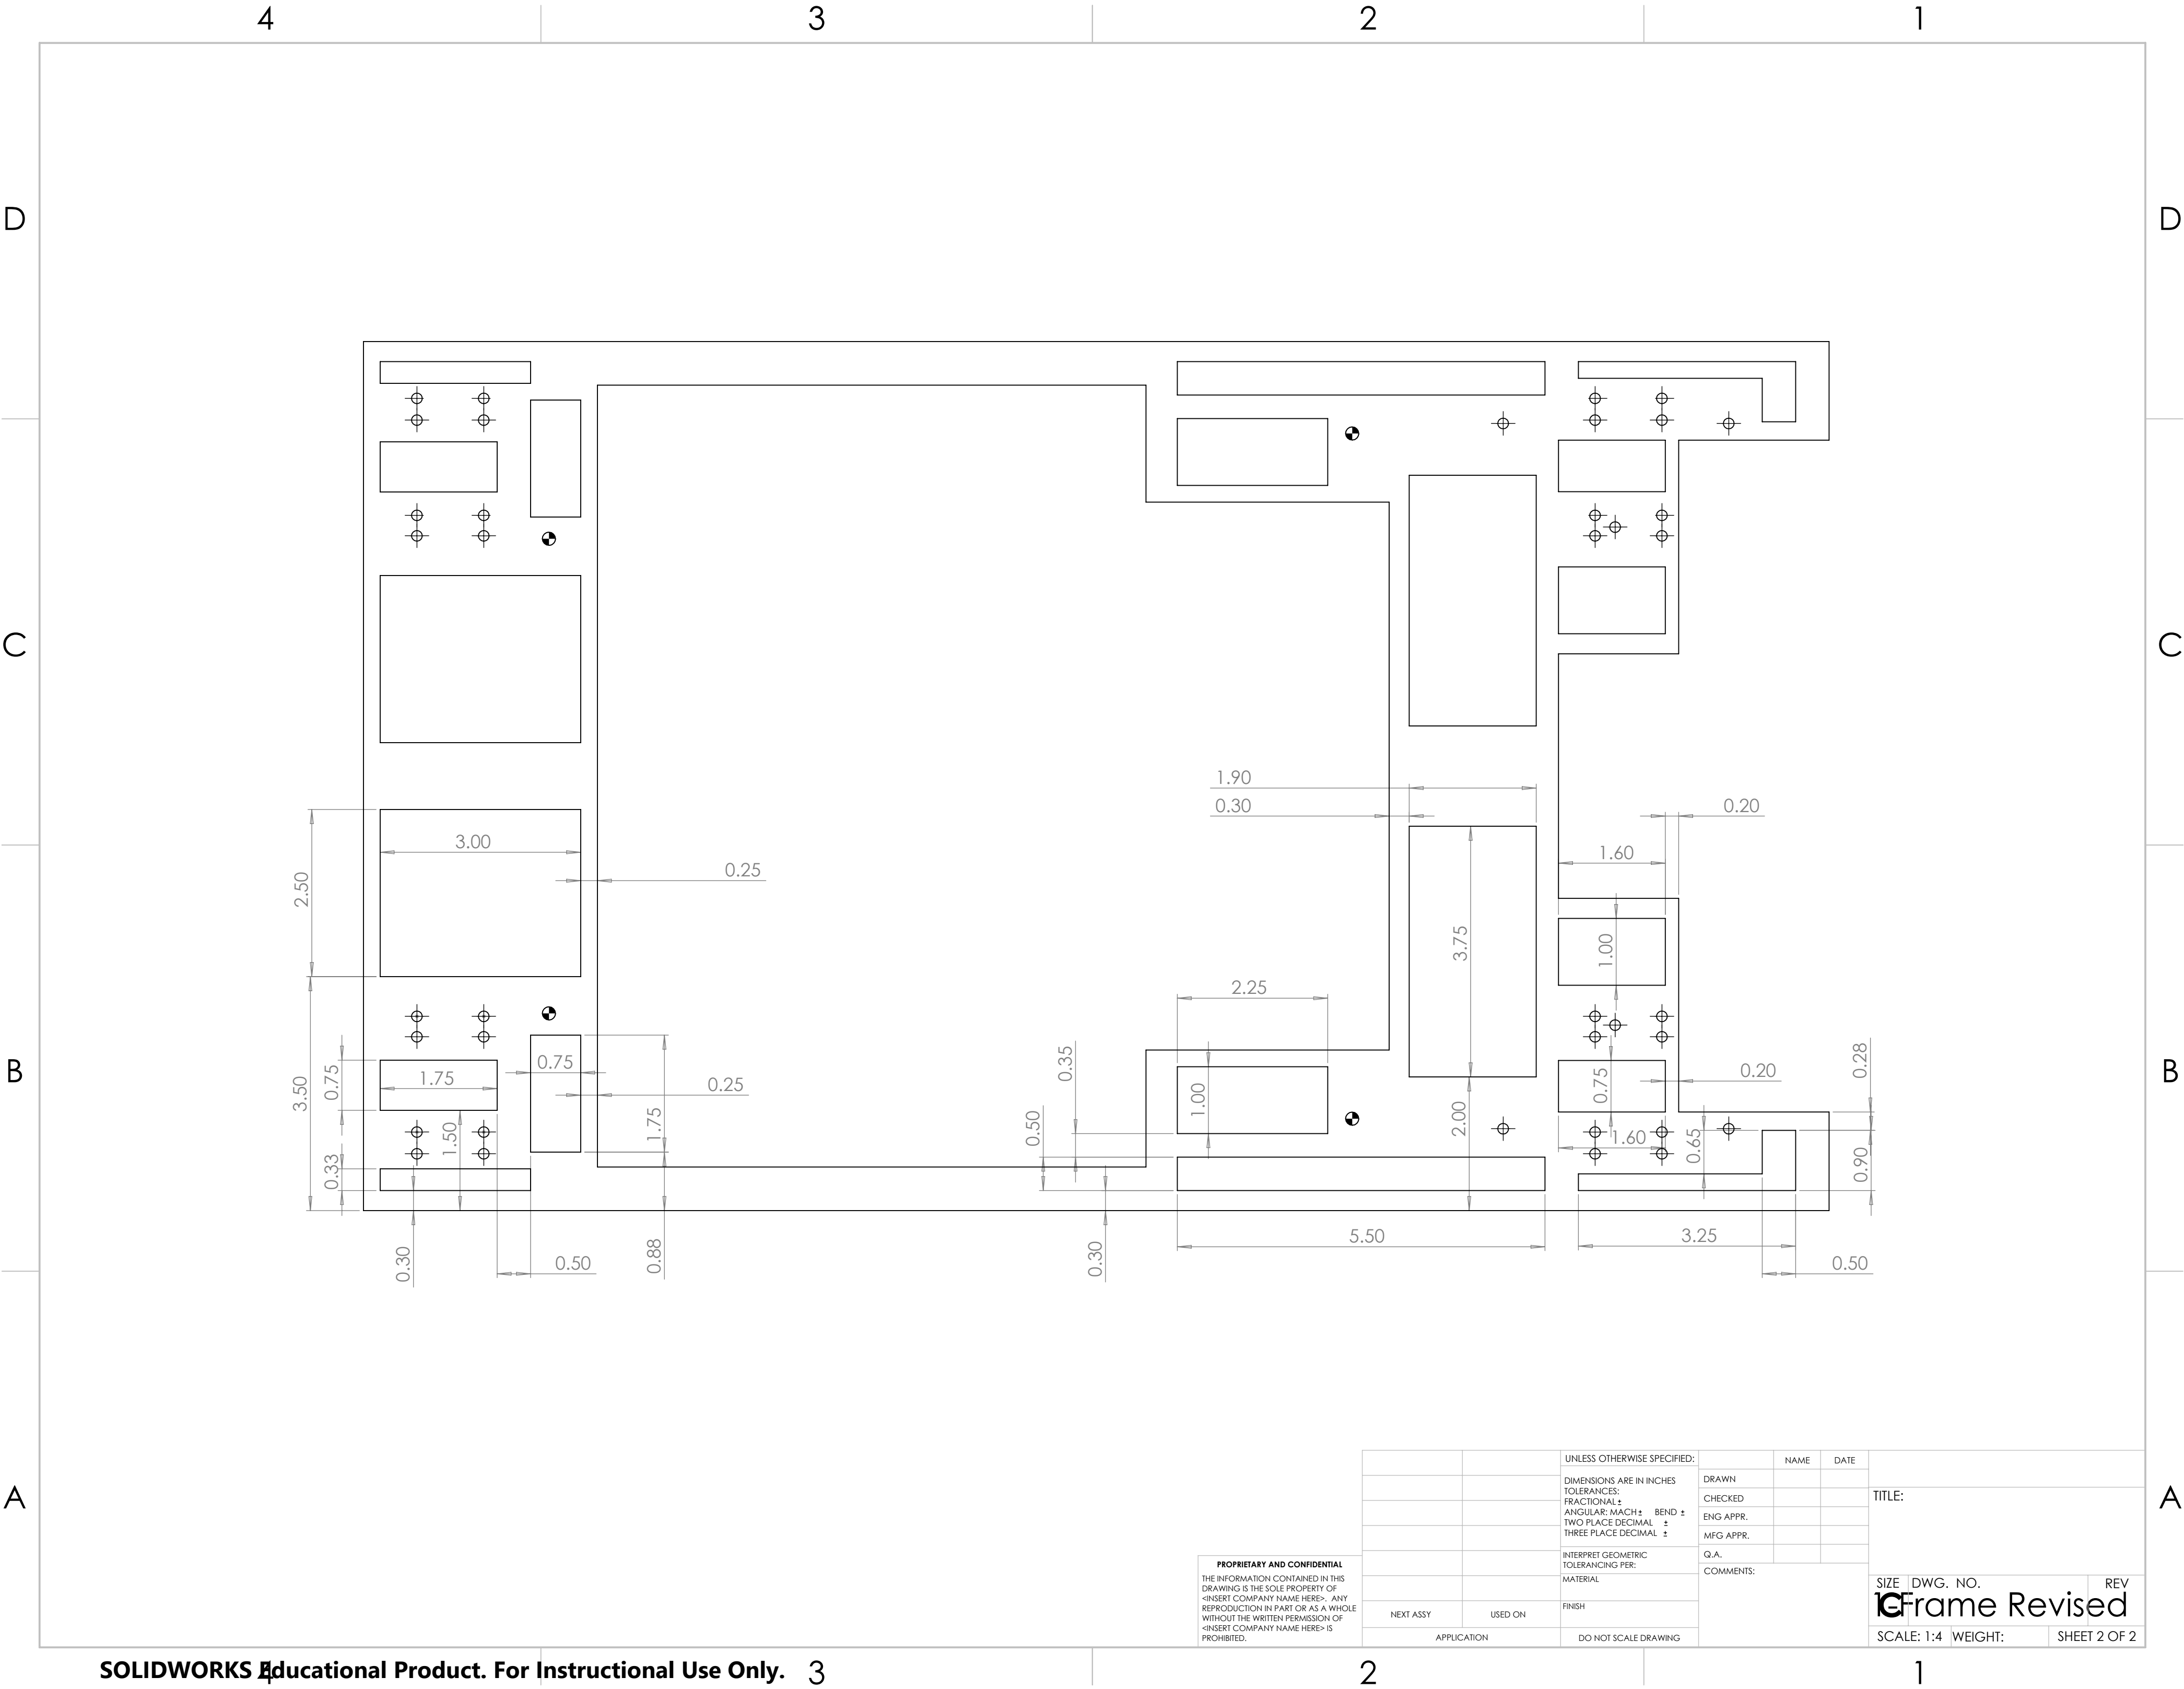 4 3 2 1
D D
C C
1.90
0.30 0.20
3.00 1.60
0.25
2.50
3.75 1.00
2.25
0.35 0.28
0.75
0.75 1.75 0.25 0.20
3.50 1.00 0.75
B B
1.75 0.50 2.00
1.50 1.60 0.65
0.33 0.90
5.50 3.25
0.30 0.50 0.88 0.30 0.50
A A
UNLESS OTHERWISE SPECIFIED:
DIMENSIONS ARE IN INCHES
TOLERANCES:
FRACTIONAL ±
ANGULAR: MACH ± BEND ±
TWO PLACE DECIMAL ±
THREE PLACE DECIMAL ±
INTERPRET GEOMETRIC
TOLERANCING PER:
MATERIAL
FINISH
DO NOT SCALE DRAWING
NAME DATE
DRAWN
CHECKED
ENG APPR.
MFG APPR.
Q.A.
COMMENTS:
PROPRIETARY AND CONFIDENTIAL
THE INFORMATION CONTAINED IN THIS
DRAWING IS THE SOLE PROPERTY OF
<INSERT COMPANY NAME HERE>. ANY
REPRODUCTION IN PART OR AS A WHOLE
WITHOUT THE WRITTEN PERMISSION OF
<INSERT COMPANY NAME HERE> IS
PROHIBITED.
NEXT ASSY USED ON
APPLICATION
TITLE:
SIZE DWG. NO. REV
C Frame Revised
SCALE: 1:4 WEIGHT: SHEET 2 OF 2
SOLIDWORKS Educational Product. For Instructional Use Only.
4 3 2 1